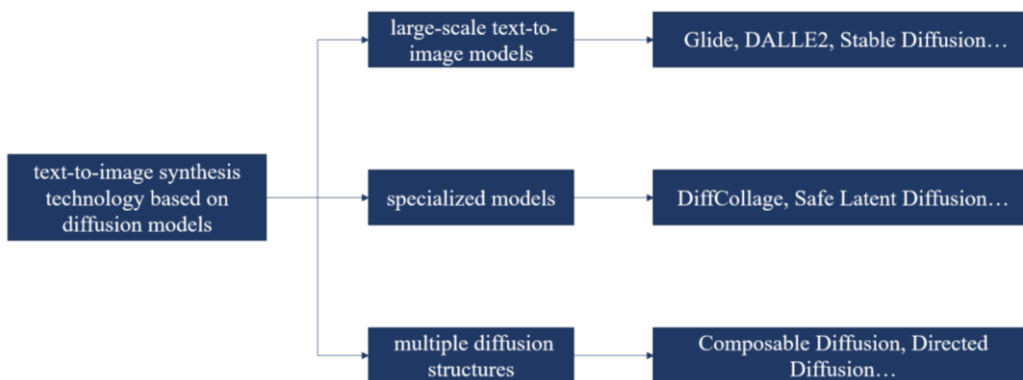 large-scale text-to-
image models
Glide, DALLE2, Stable Diffusion…
text-to-image synthesis
technology based on
diffusion models
specialized models
DiffCollage, Safe Latent Diffusion…
multiple diffusion
structures
Composable Diffusion, Directed
Diffusion…